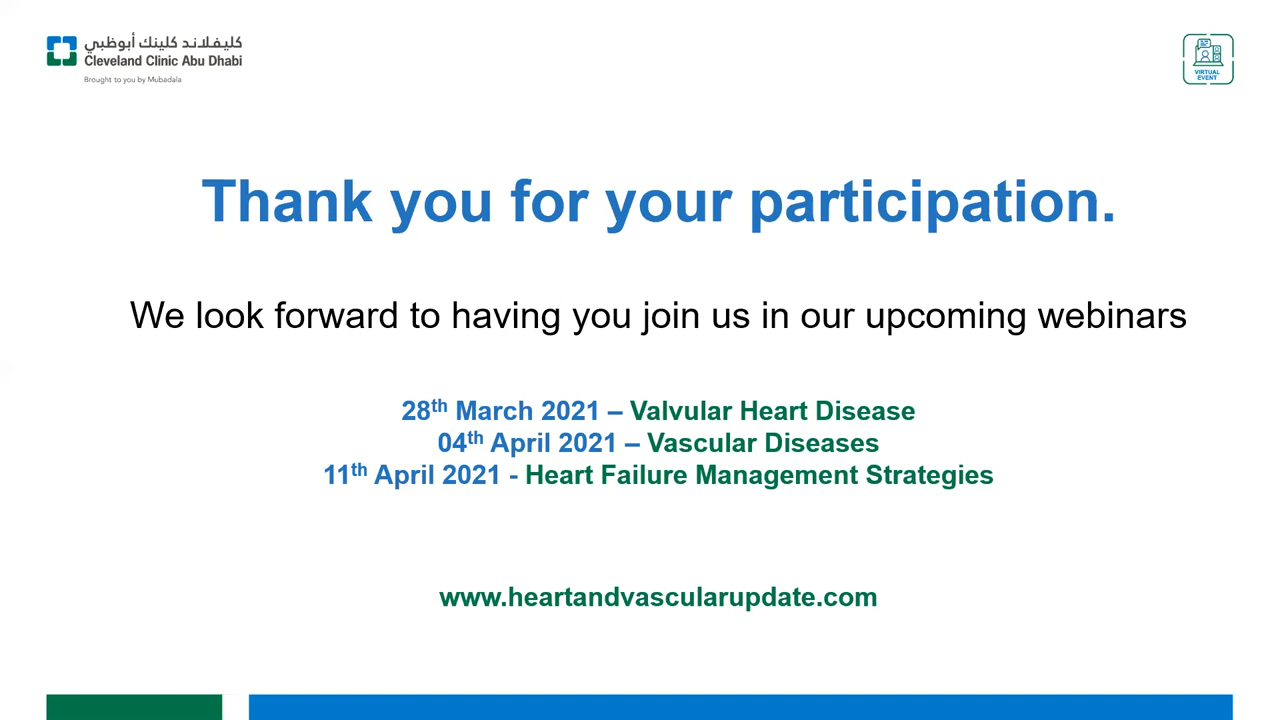 كليفلاند كلينك أبوظبي
Cleveland Clinic Abu Dhabi
Brought to you by Mubadala
VIRTUAL
EVENT
Thank you for your participation.
We look forward to having you join us in our upcoming webinars
28th March 2021 – Valvular Heart Disease
04th April 2021 – Vascular Diseases
11th April 2021 - Heart Failure Management Strategies
www.heartandvascularupdate.com